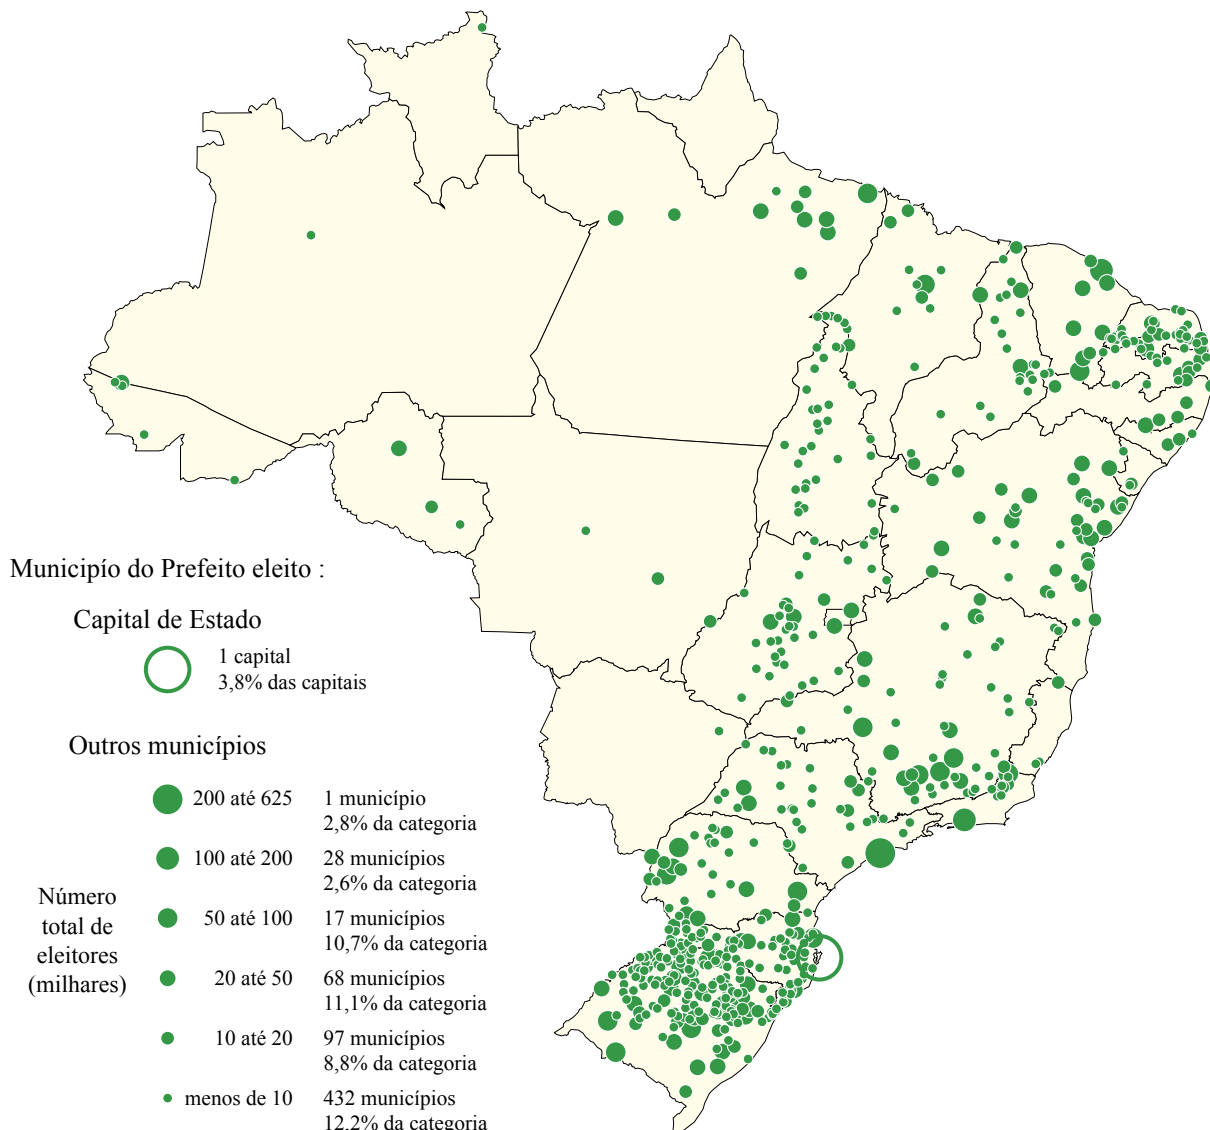 Municipío do Prefeito eleito :
Capital de Estado
1 capital
3,8% das capitais
Outros municípios
Número
total de
eleitores
(milhares)
200 até 625
1 município
2,8% da categoria
100 até 200
28 municípios
2,6% da categoria
50 até 100
17 municípios
10,7% da categoria
20 até 50
68 municípios
11,1% da categoria
10 até 20
97 municípios
8,8% da categoria
menos de 10
432 municípios
12,2% da categoria